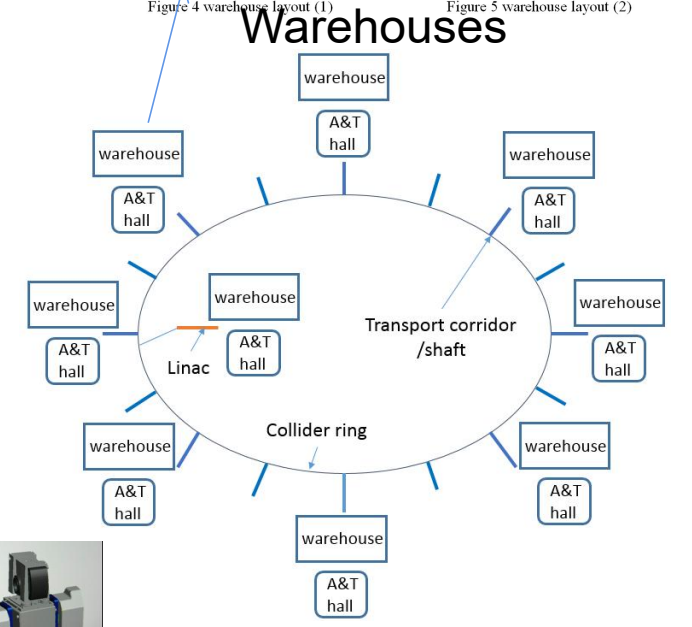 Figure 4 warehouse layout (1)
Figure 5 warehouse layout (2)
Warehouses
warehouse
A&T
hall
warehouse
A&T
hall
warehouse
A&T
hall
warehouse
A&T
hall
warehouse
A&T
hall
Linac
Transport corridor
/shaft
warehouse
A&T
hall
Collider ring
warehouse
A&T
hall
warehouse
A&T
hall
warehouse
A&T
hall